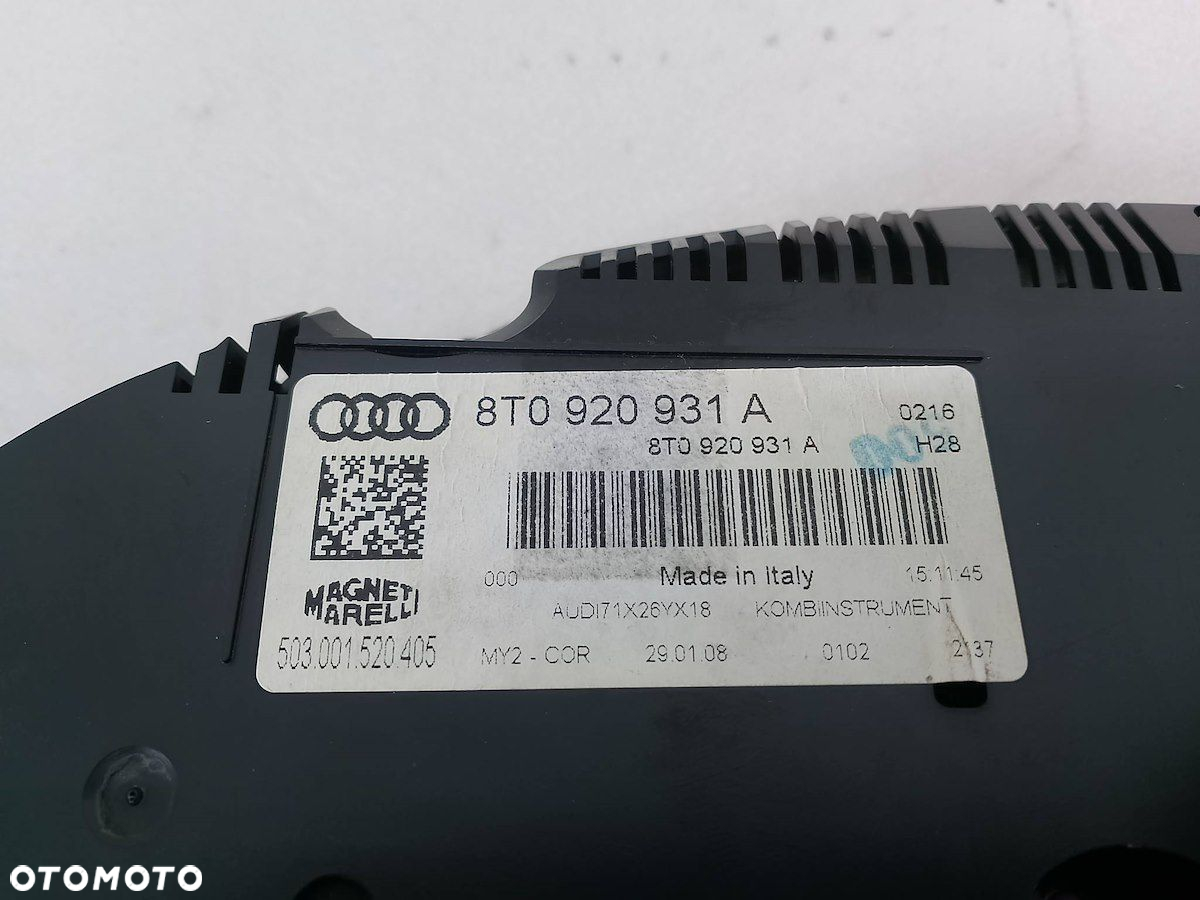 8T0 920 931 A
0216
8T0 920 931 A
H28
000
Made in Italy
15:11:45
MAGNETI
MARELLI
AUDI71X26YX18
KOMBIINSTRUMENT
503.001.520.405
MY2 - COR
29.01.08
0102
OTOMOTO